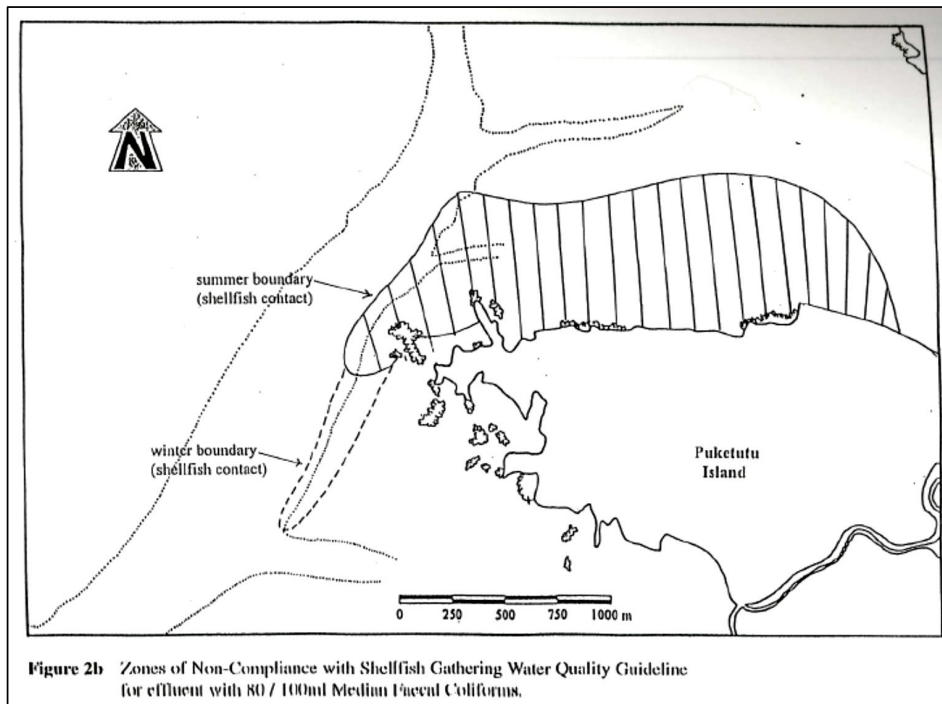 N
summer boundary
(shellfish contact)
winter boundary
(shellfish contact)
Puketutu
Island
0 250 500 750 1000 m
Figure 2b Zones of Non-Compliance with Shellfish Gathering Water Quality Guideline
for effluent with 80 / 100ml Median Faecal Coliforms.